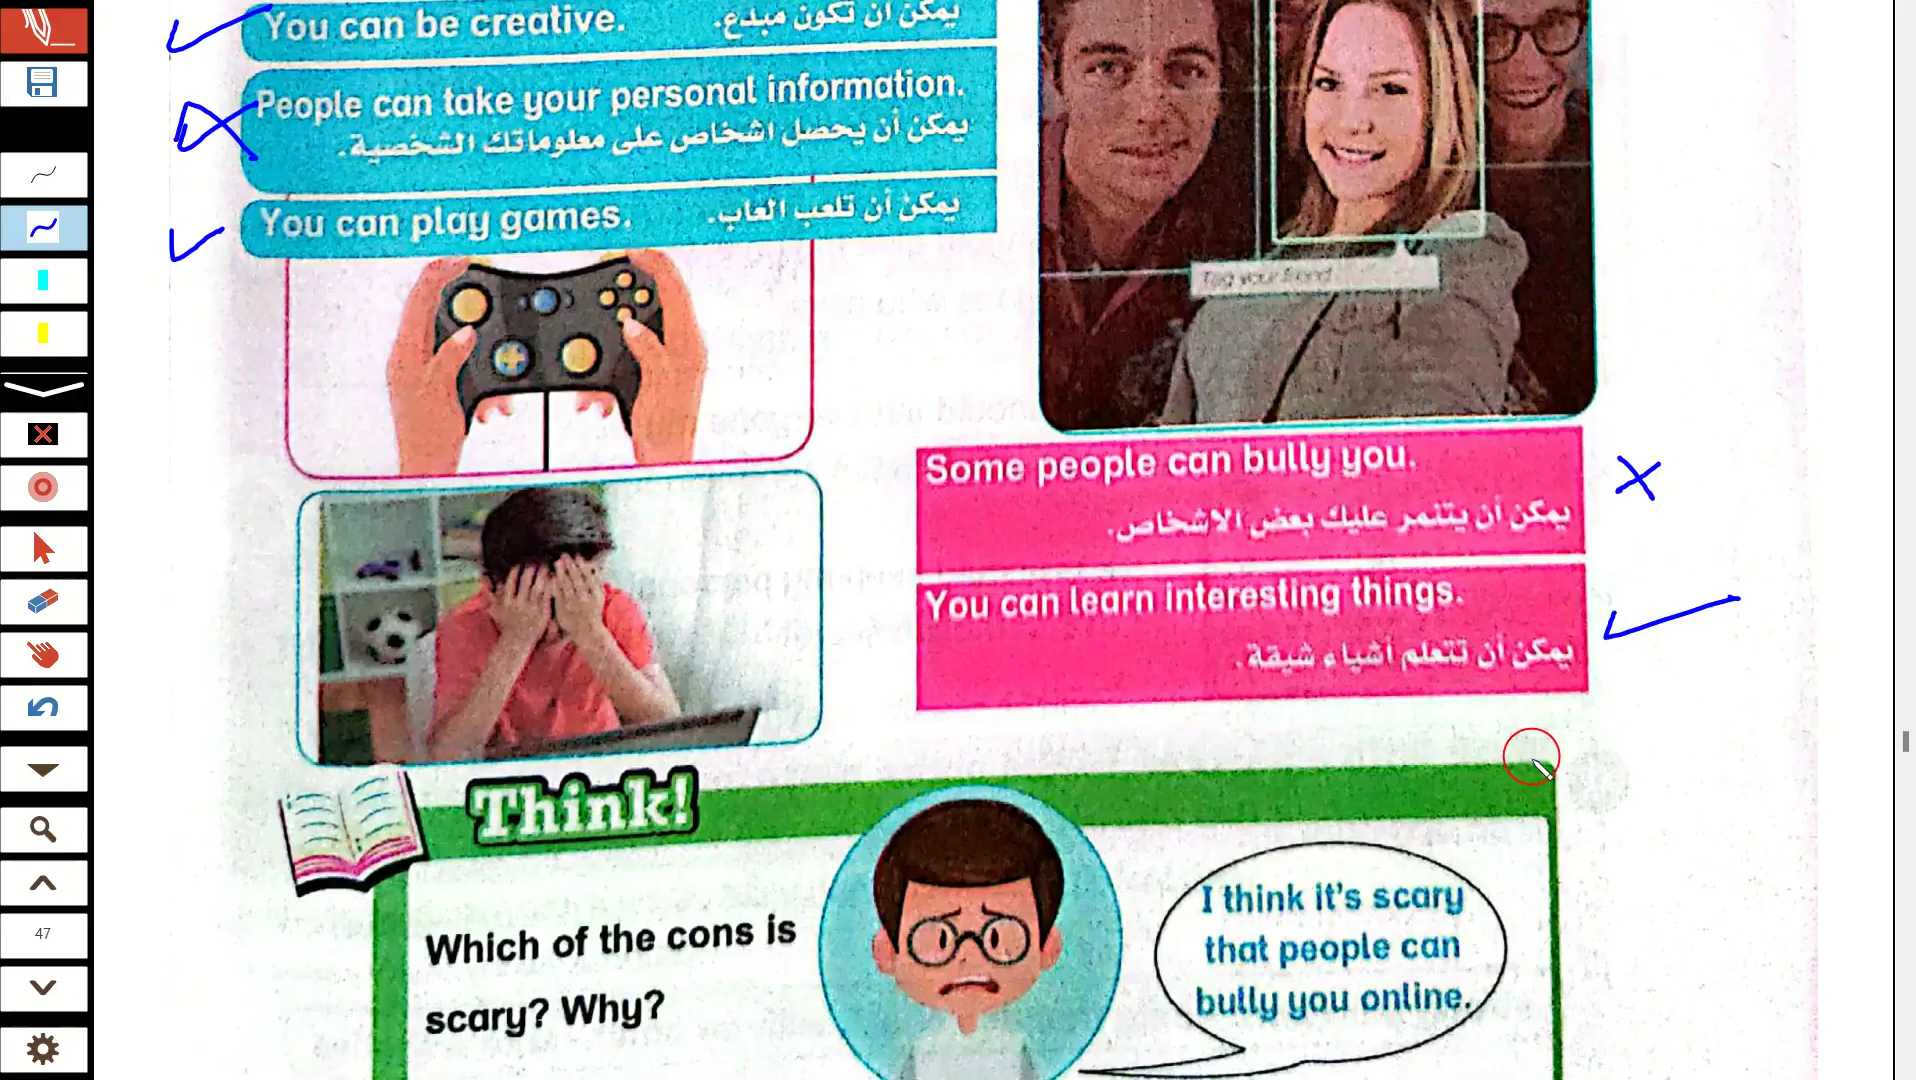 You can be creative. يمكن أن تكون مبدع.
People can take your personal information.
يمكن أن يحصل اشخاص على معلوماتك الشخصية.
You can play games. يمكن أن تلعب العاب.
Tag your friend
Some people can bully you.
يمكن أن يتنمر عليك بعض الاشخاص.
You can learn interesting things.
يمكن أن تتعلم أشياء شيقة.
Think!
Which of the cons is
scary? Why?
I think it's scary
that people can
bully you online.
47